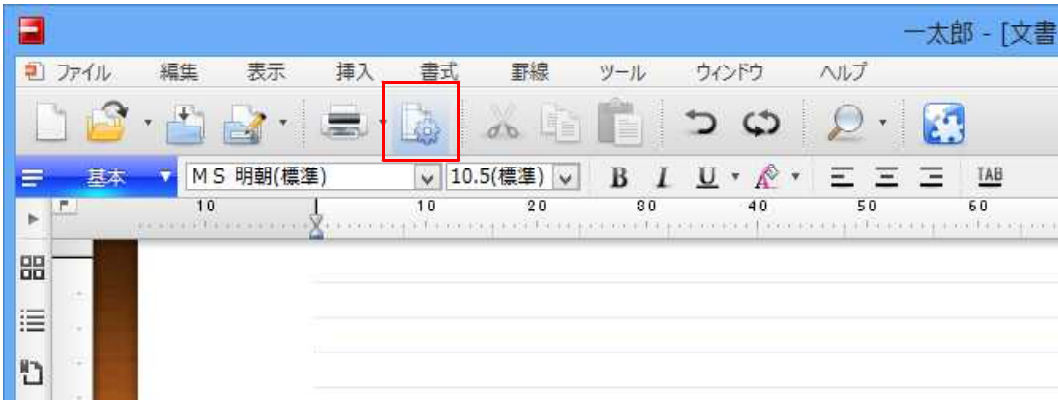 一太郎 - [文書
ファイル 編集 表示 挿入 書式 罫線 ツール ウィンドウ ヘルプ
基本 ＭＳ 明朝(標準) 10.5(標準) B I U A TAB
10 10 20 30 40 50 60